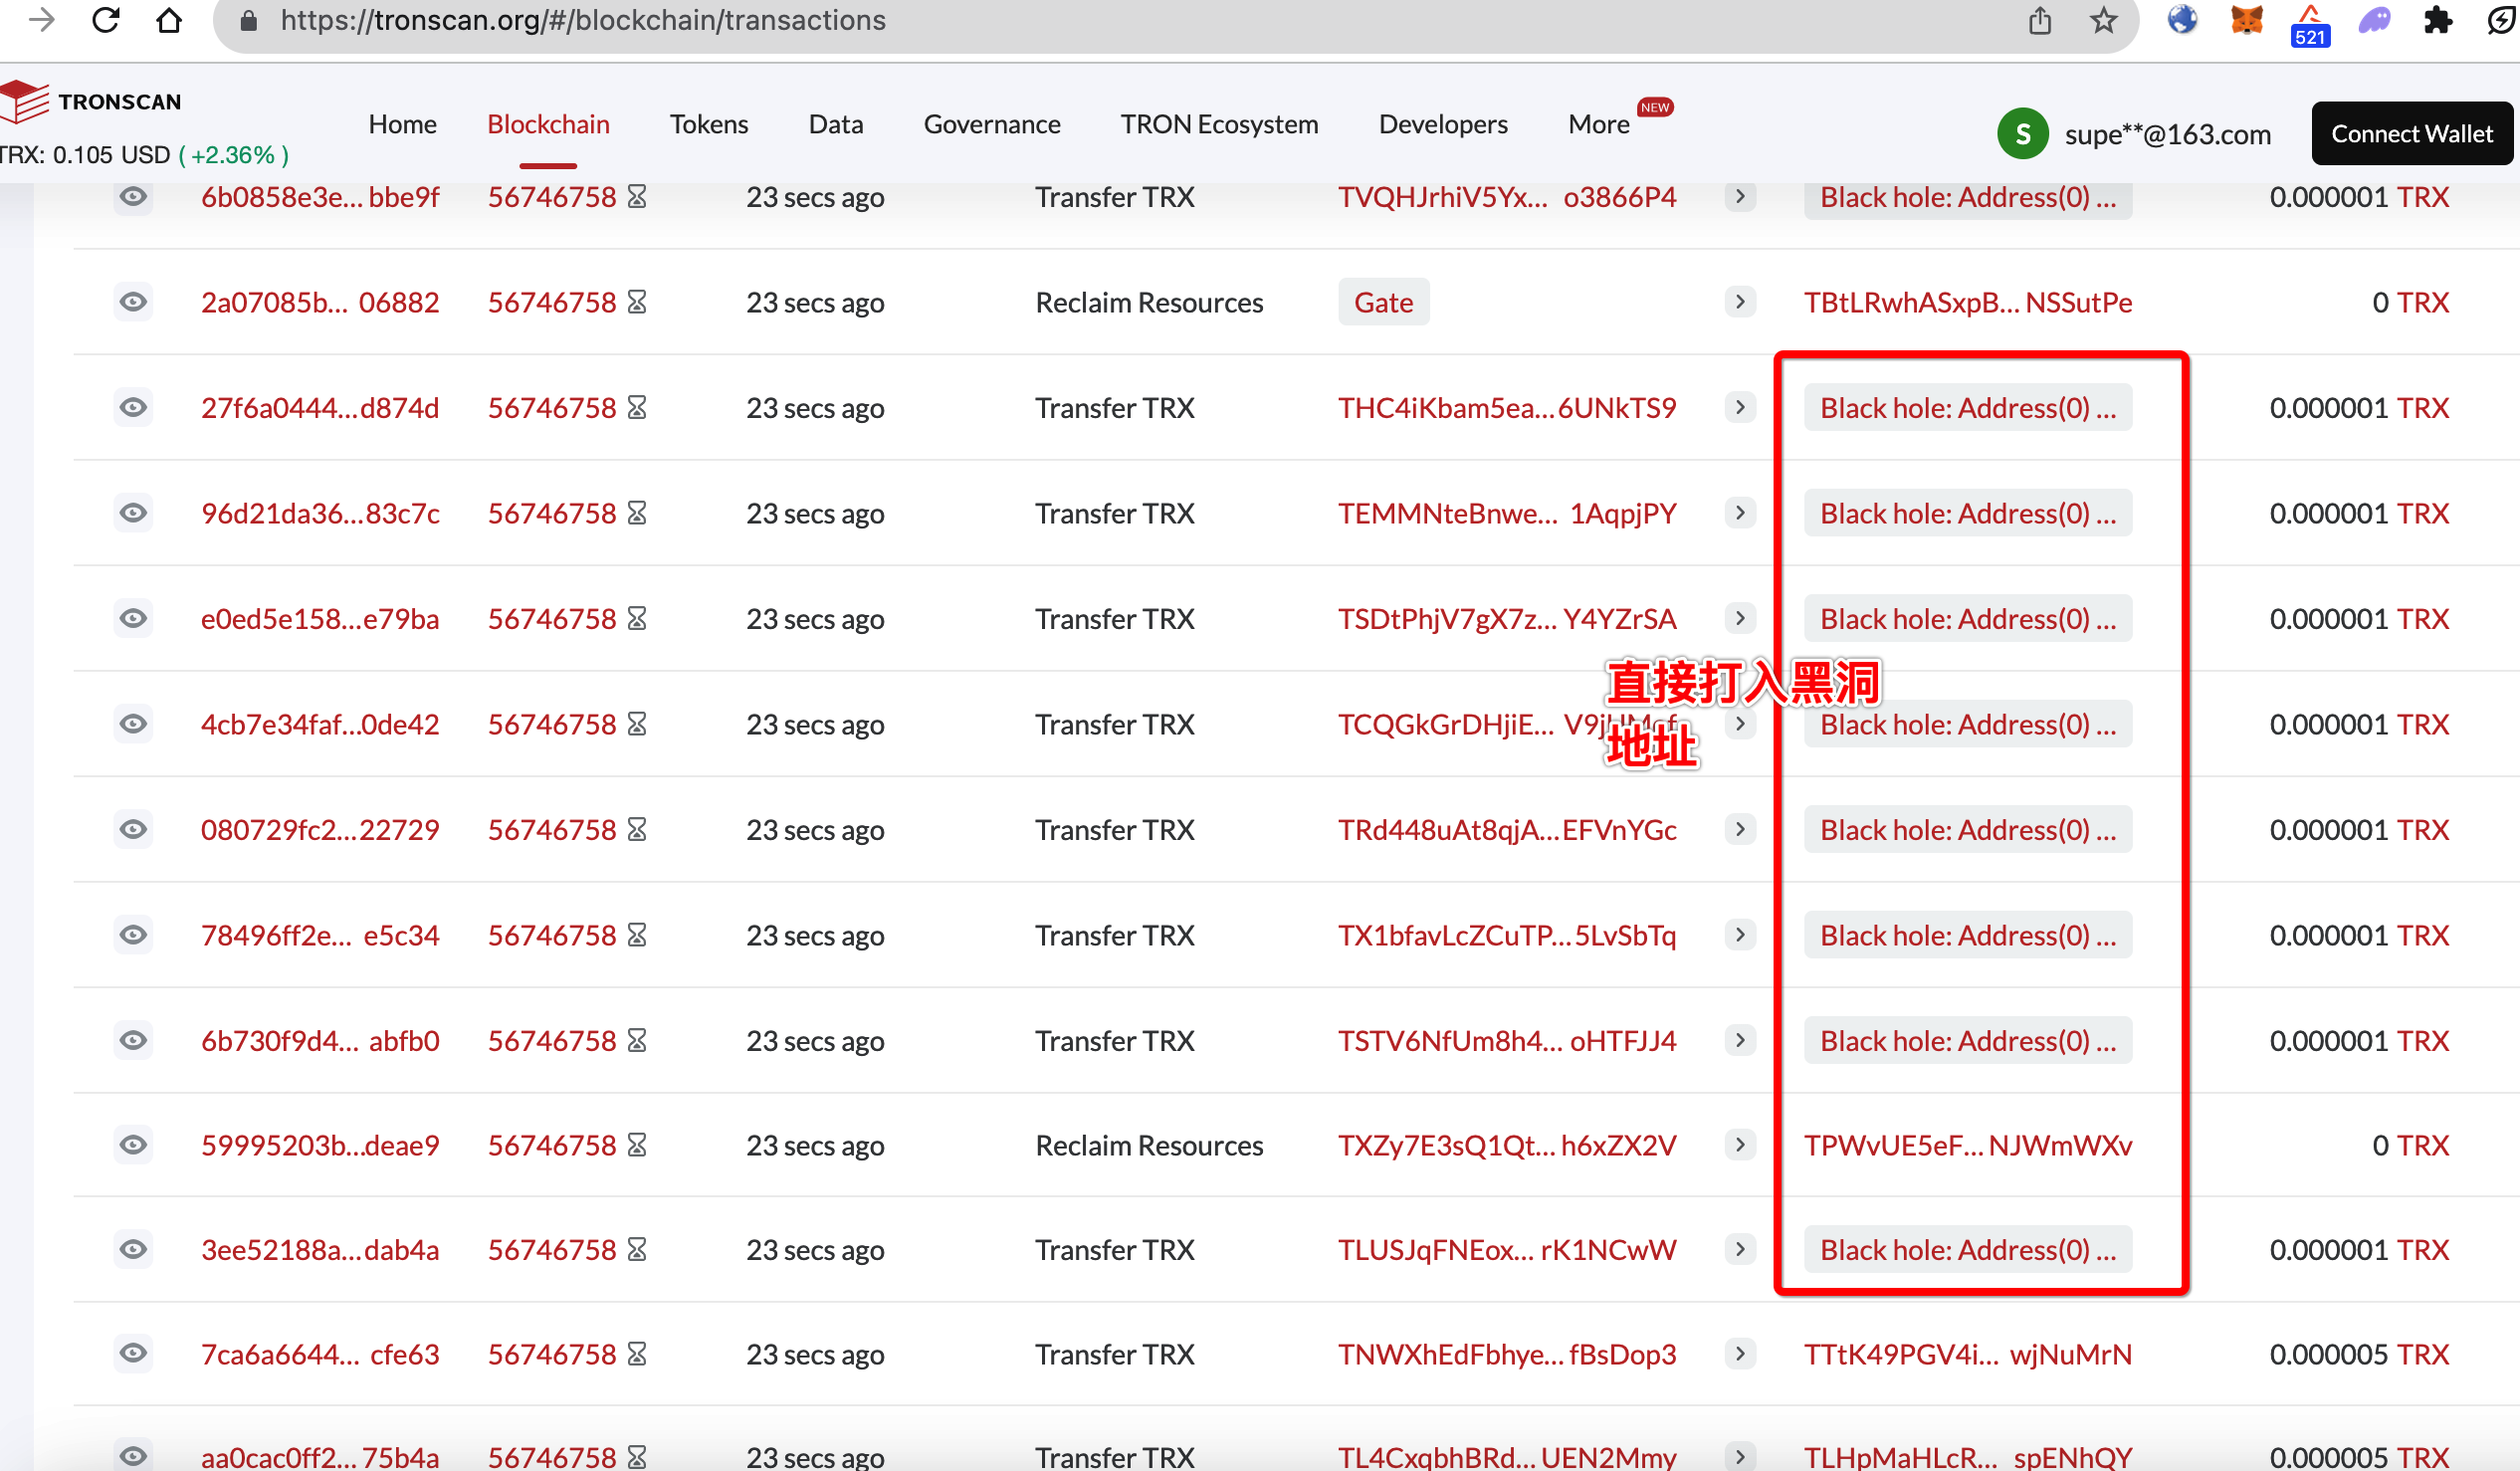 https://tronscan.org/#/blockchain/transactions
521
TRONSCAN
TRX: 0.105 USD ( +2.36% )
Home Blockchain Tokens Data Governance TRON Ecosystem Developers More NEW
S supe**@163.com Connect Wallet
6b0858e3e... bbe9f 56746758 23 secs ago Transfer TRX TVQHJrhiV5Yx... o3866P4 Black hole: Address(0) ... 0.000001 TRX
2a07085b... 06882 56746758 23 secs ago Reclaim Resources Gate TBtLRwhASxpB... NSSutPe 0 TRX
27f6a0444...d874d 56746758 23 secs ago Transfer TRX THC4iKbam5ea...6UNkTS9 Black hole: Address(0) ... 0.000001 TRX
96d21da36...83c7c 56746758 23 secs ago Transfer TRX TEMMNteBnwe... 1AqpjPY Black hole: Address(0) ... 0.000001 TRX
e0ed5e158...e79ba 56746758 23 secs ago Transfer TRX TSDtPhjV7gX7z... Y4YZrSA Black hole: Address(0) ... 0.000001 TRX
直接打入黑洞
地址
4cb7e34faf...0de42 56746758 23 secs ago Transfer TRX TCQGkGrDHjiE... Black hole: Address(0) ... 0.000001 TRX
080729fc2...22729 56746758 23 secs ago Transfer TRX TRd448uAt8qjA...EFVnYGc Black hole: Address(0) ... 0.000001 TRX
78496ff2e... e5c34 56746758 23 secs ago Transfer TRX TX1bfavLcZCuTP...5LvSbTq Black hole: Address(0) ... 0.000001 TRX
6b730f9d4... abfb0 56746758 23 secs ago Transfer TRX TSTV6NfUm8h4... oHTFJJ4 Black hole: Address(0) ... 0.000001 TRX
59995203b...deae9 56746758 23 secs ago Reclaim Resources TXZy7E3sQ1Qt... h6xZX2V TPWvUE5eF... NJWmWXv 0 TRX
3ee52188a...dab4a 56746758 23 secs ago Transfer TRX TLUSJqFNEox... rK1NCwW Black hole: Address(0) ... 0.000001 TRX
7ca6a6644... cfe63 56746758 23 secs ago Transfer TRX TNWXhEdFbhye... fBsDop3 TTtK49PGV4i... wjNuMrN 0.000005 TRX
aa0cac0ff2... 75b4a 56746758 23 secs ago Transfer TRX TL4CxqbhBRd... UEN2Mmy TLHpMaHLcR... spENhQY 0.000005 TRX